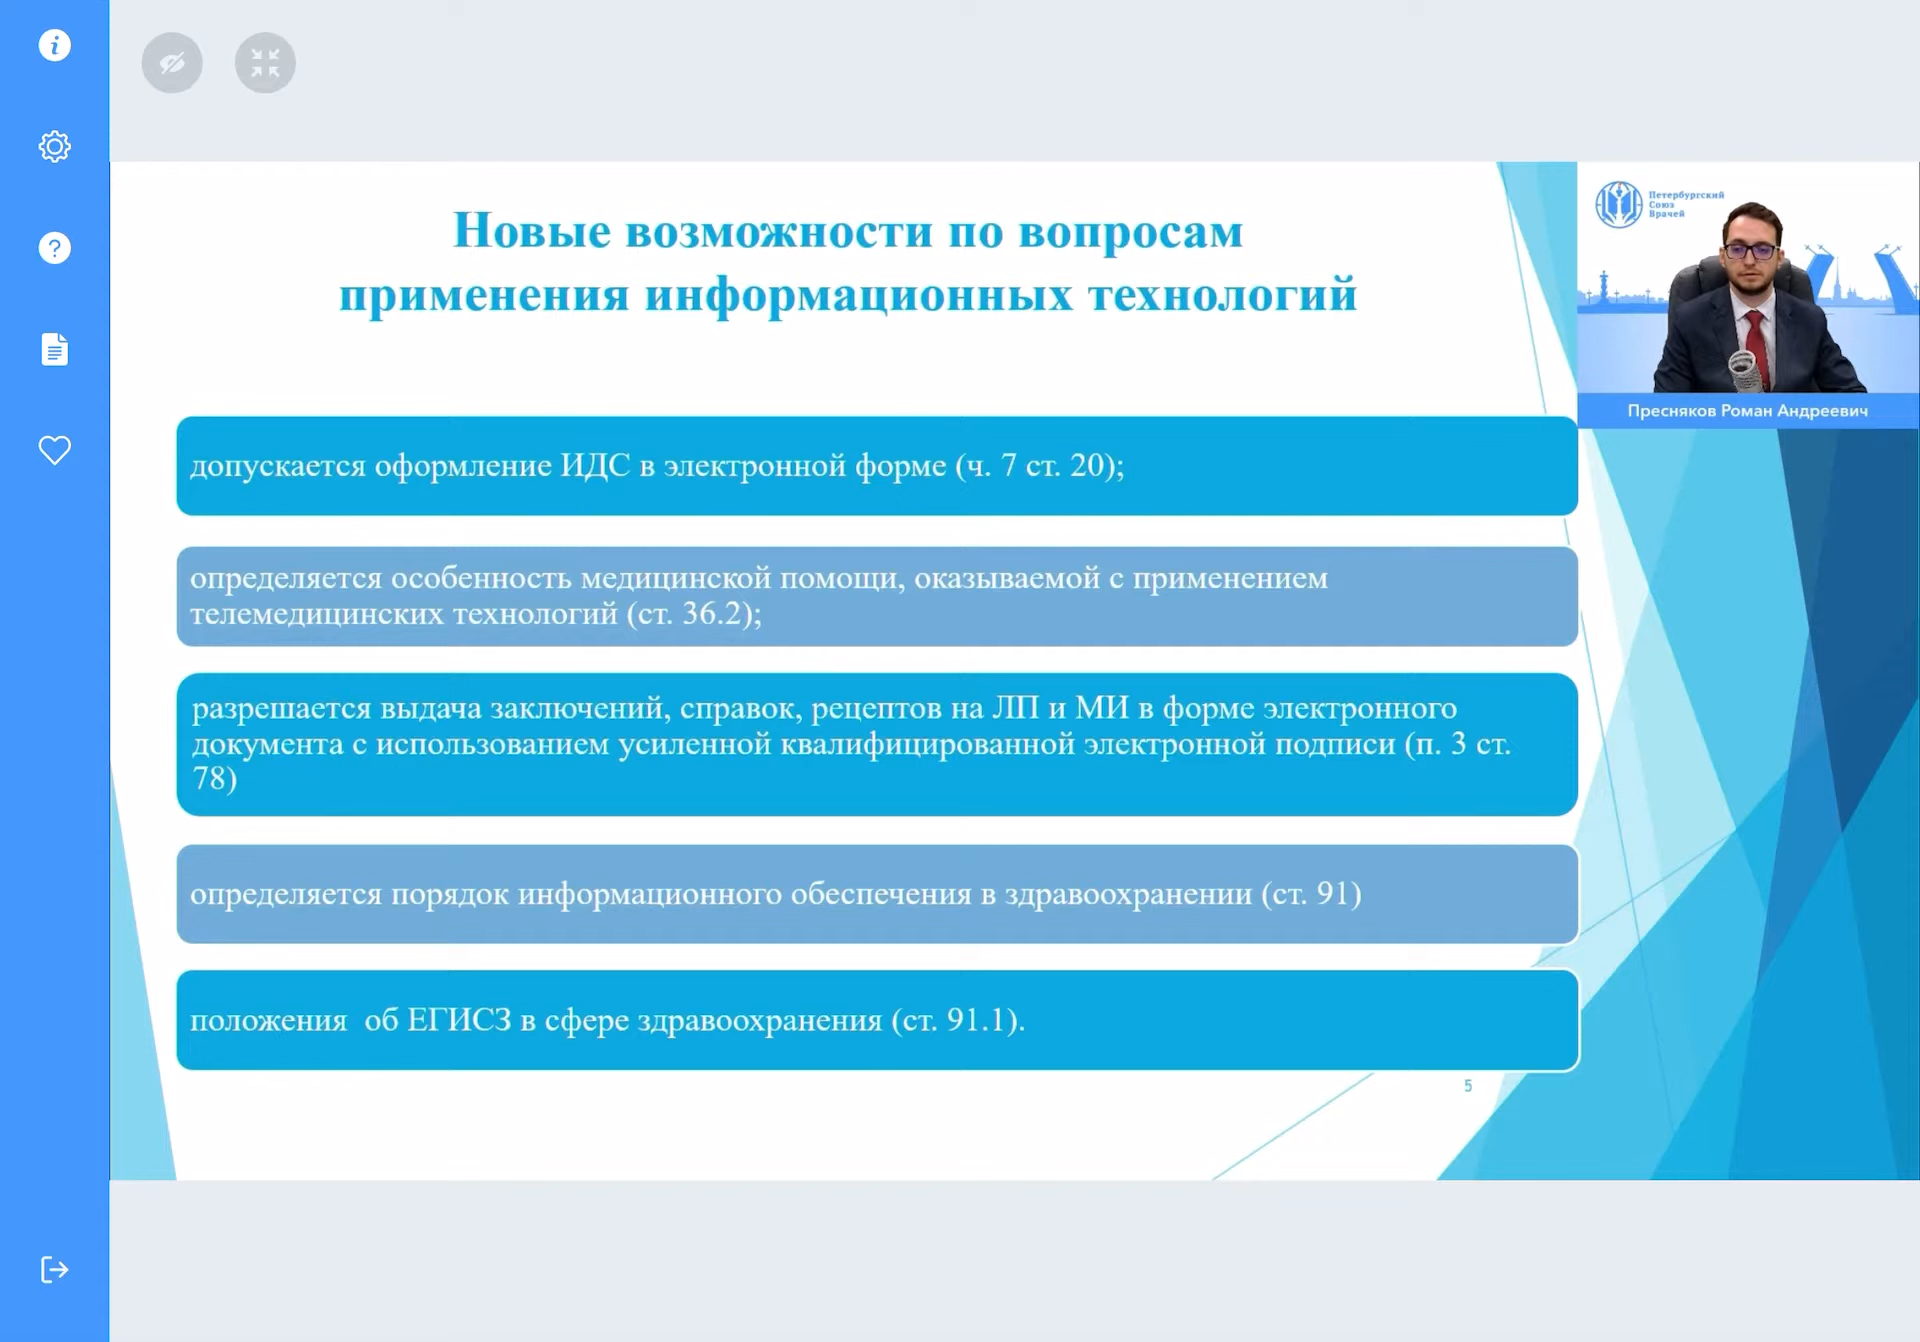 Новые возможности по вопросам
применения информационных технологий
Петербургский
Союз
Врачей
Пресняков Роман Андреевич
допускается оформление ИДС в электронной форме (ч. 7 ст. 20);
определяется особенность медицинской помощи, оказываемой с применением
телемедицинских технологий (ст. 36.2);
разрешается выдача заключений, справок, рецептов на ЛП и МИ в форме электронного
документа с использованием усиленной квалифицированной электронной подписи (п. 3 ст.
78)
определяется порядок информационного обеспечения в здравоохранении (ст. 91)
положения  об ЕГИСЗ в сфере здравоохранения (ст. 91.1).
5